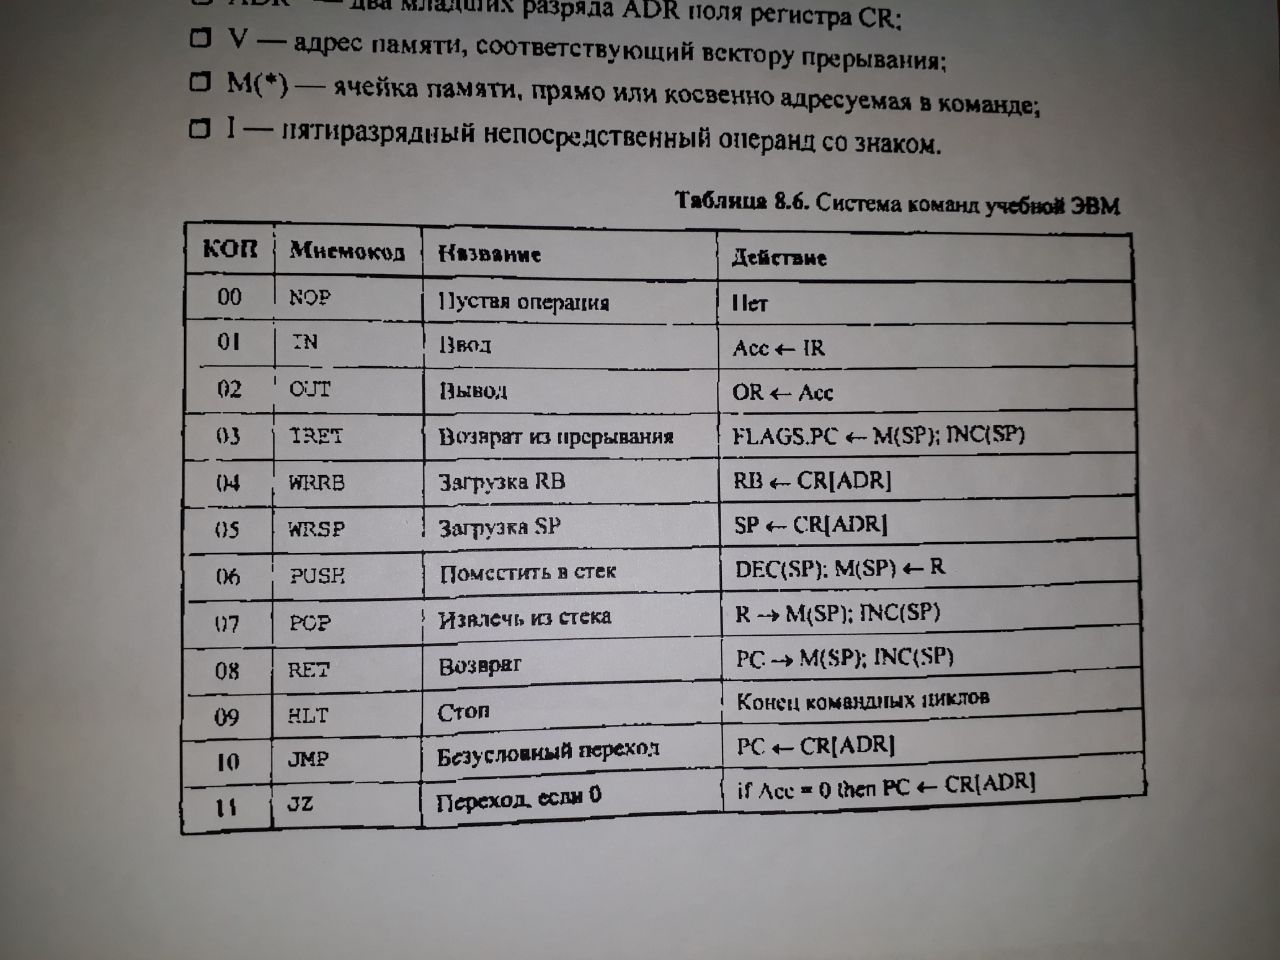 ADR — два младших разряда ADR поля регистра CR;
❒ V — адрес памяти, соответствующий вектору прерывания;
❒ M(*) — ячейка памяти, прямо или косвенно адресуемая в команде;
❒ I — пятиразрядный непосредственный операнд со знаком.
Таблица 8.6. Система команд учебной ЭВМ
КОП Мнемокод Название Действие
00 NOP Пустая операция Нет
01 IN Ввод Acc ← IR
02 OUT Вывод OR ← Acc
03 IRET Возврат из прерывания FLAGS.PC ← M(SP); INC(SP)
04 WRRB Загрузка RB RB ← CR[ADR]
05 WRSP Загрузка SP SP ← CR[ADR]
06 PUSH Поместить в стек DEC(SP); M(SP) ← R
07 POP Извлечь из стека R → M(SP); INC(SP)
08 RET Возврат PC → M(SP); INC(SP)
09 HLT Стоп Конец командных циклов
10 JMP Безусловный переход PC ← CR[ADR]
11 JZ Переход, если 0 if Acc = 0 then PC ← CR[ADR]